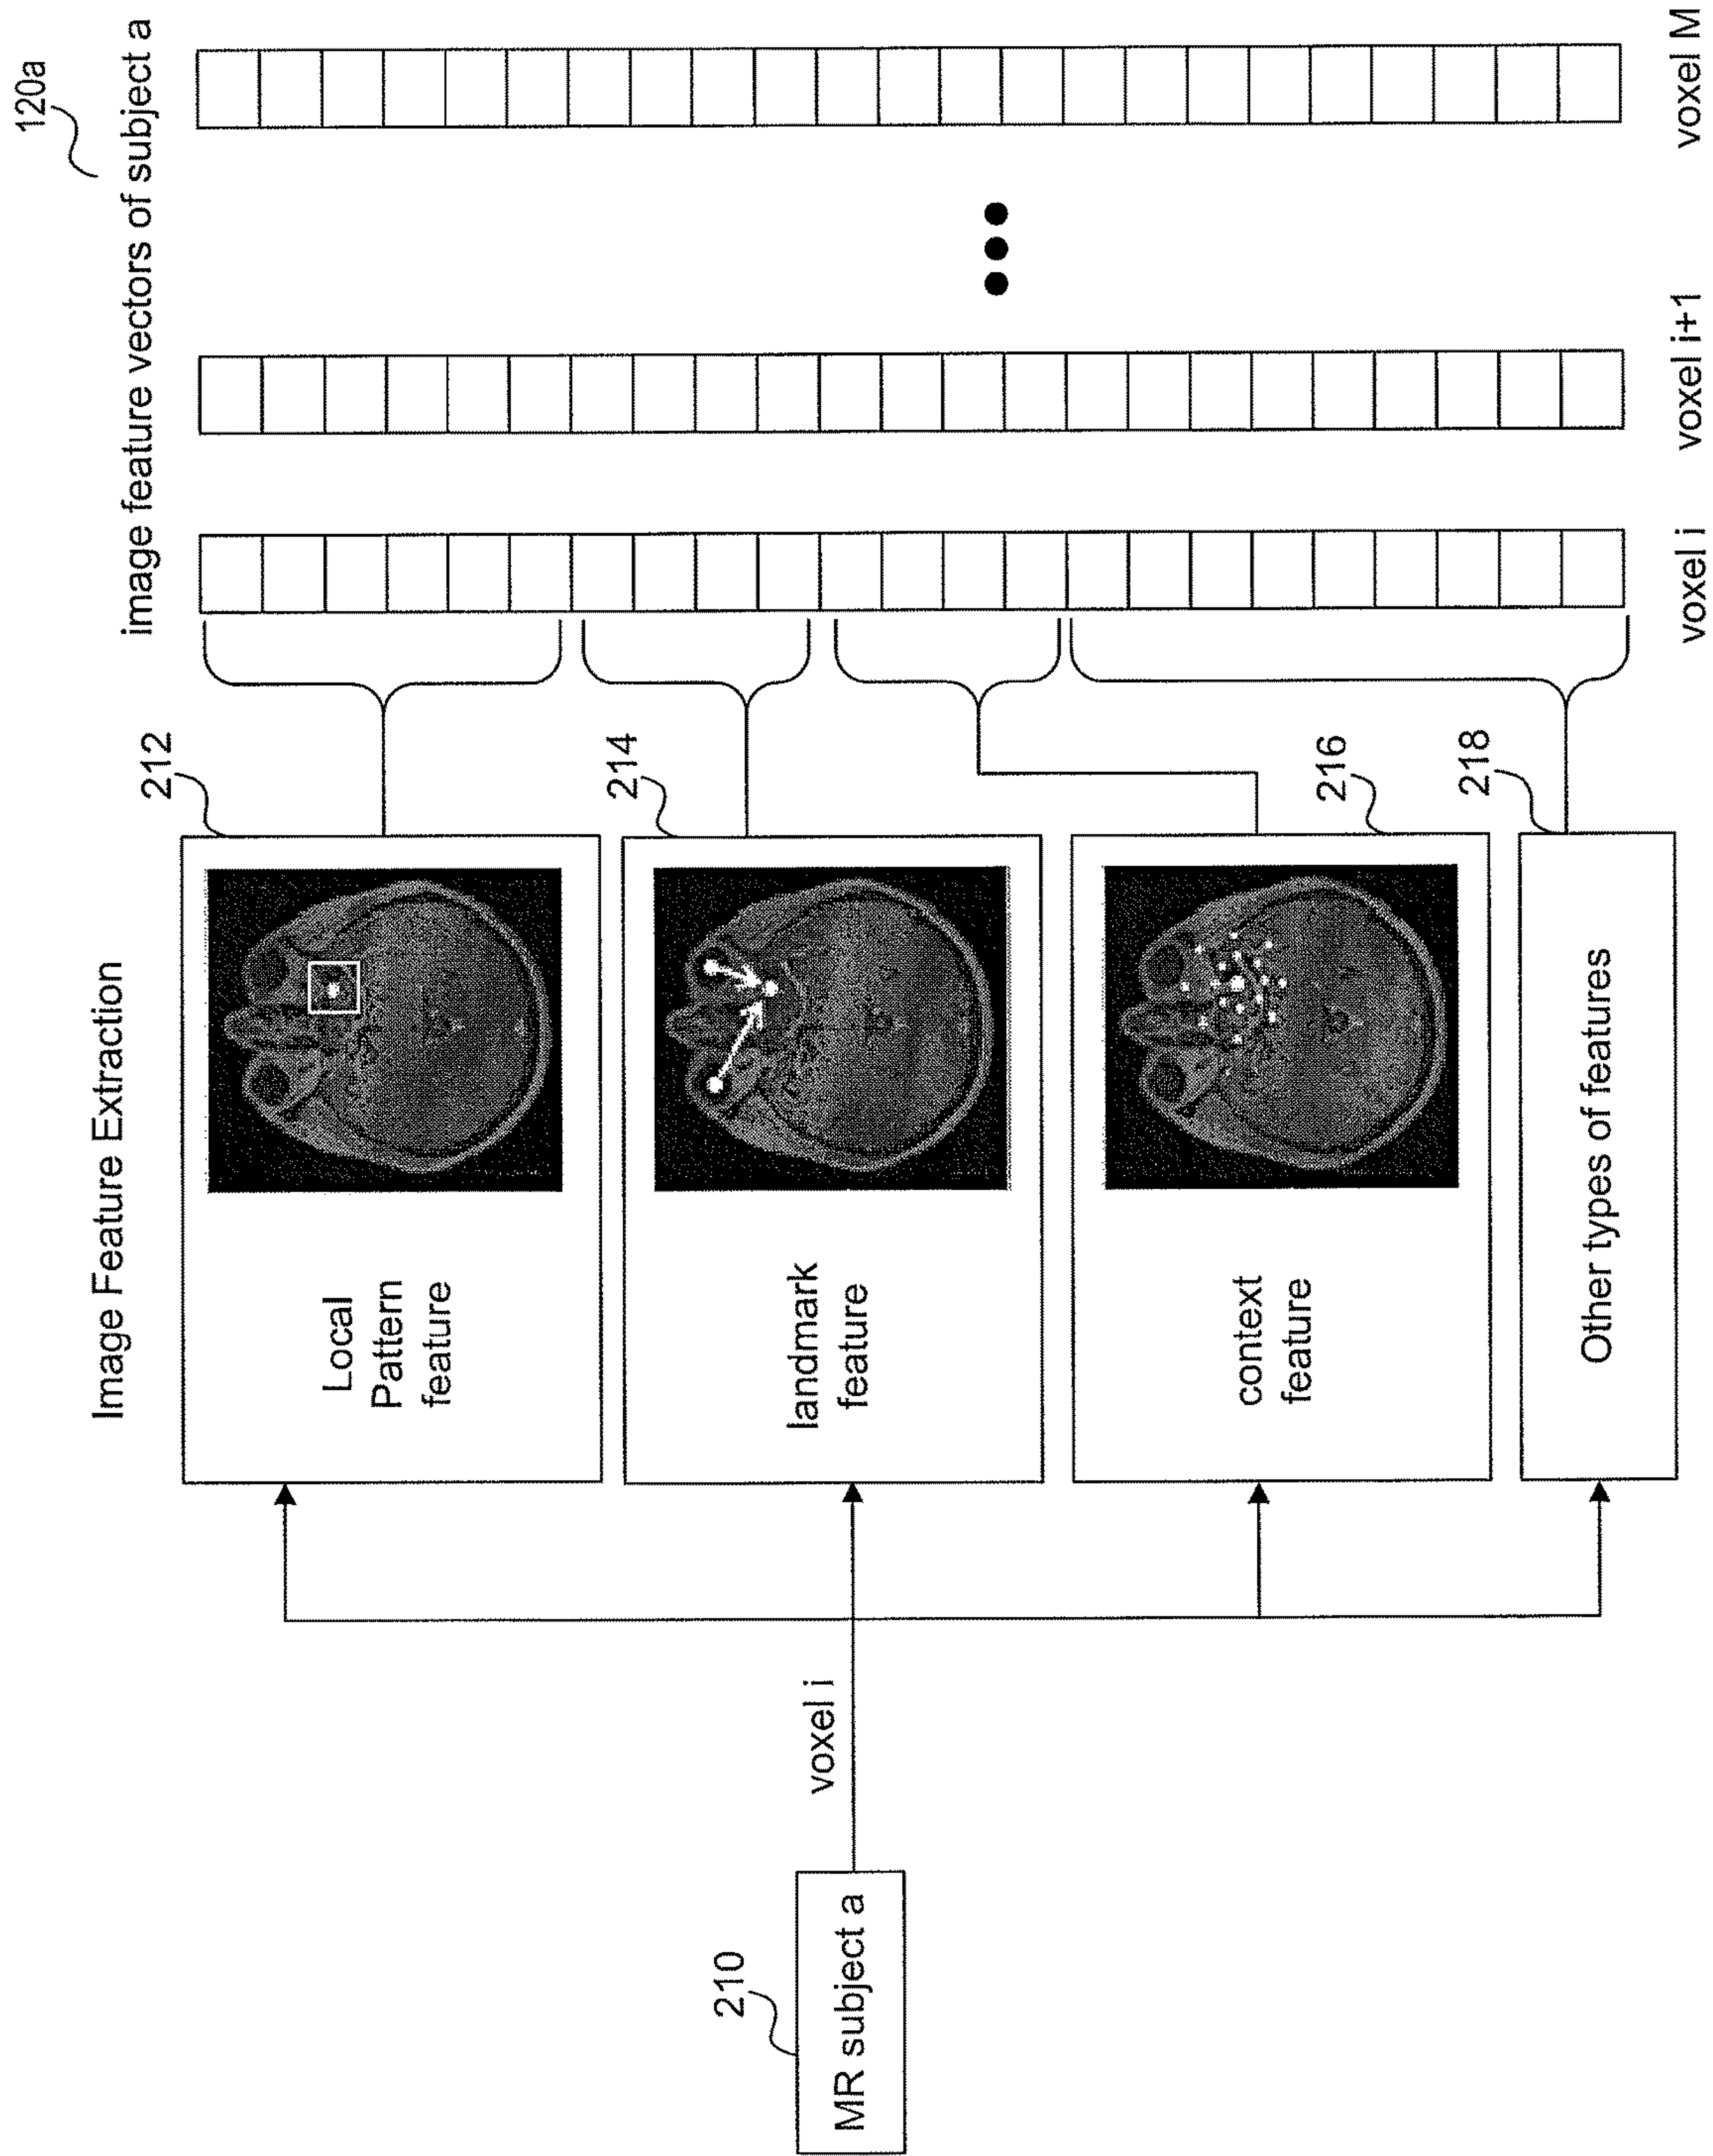 120a
Image Feature Extraction
image feature vectors of subject a
210
MR subject a
voxel i
212
Local
Pattern
feature
214
landmark
feature
216
context
feature
218
Other types of features
voxel i
voxel i+1
voxel M